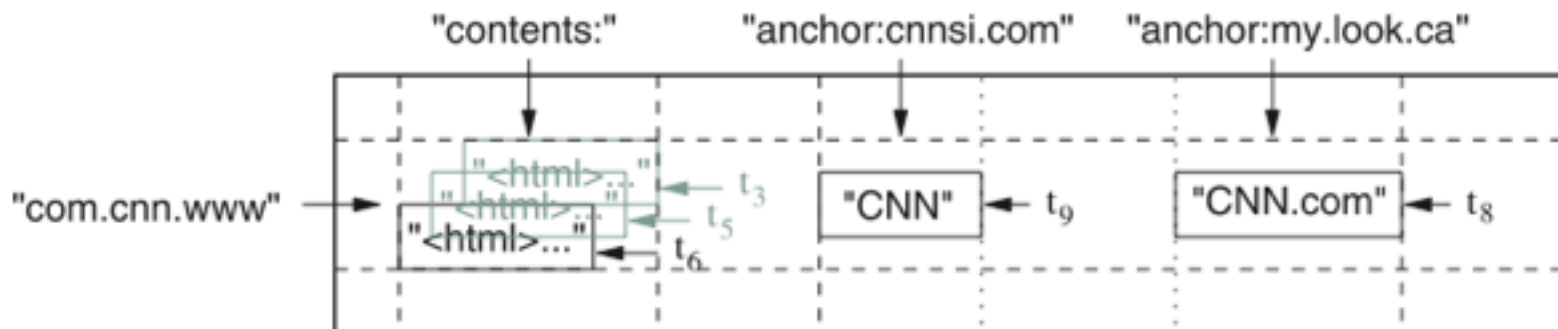 "contents:" "anchor:cnnsi.com" "anchor:my.look.ca"
"<html>..." t3
"com.cnn.www" "<html>..." t5 "CNN" t9 "CNN.com" t8
"<html>..." t6